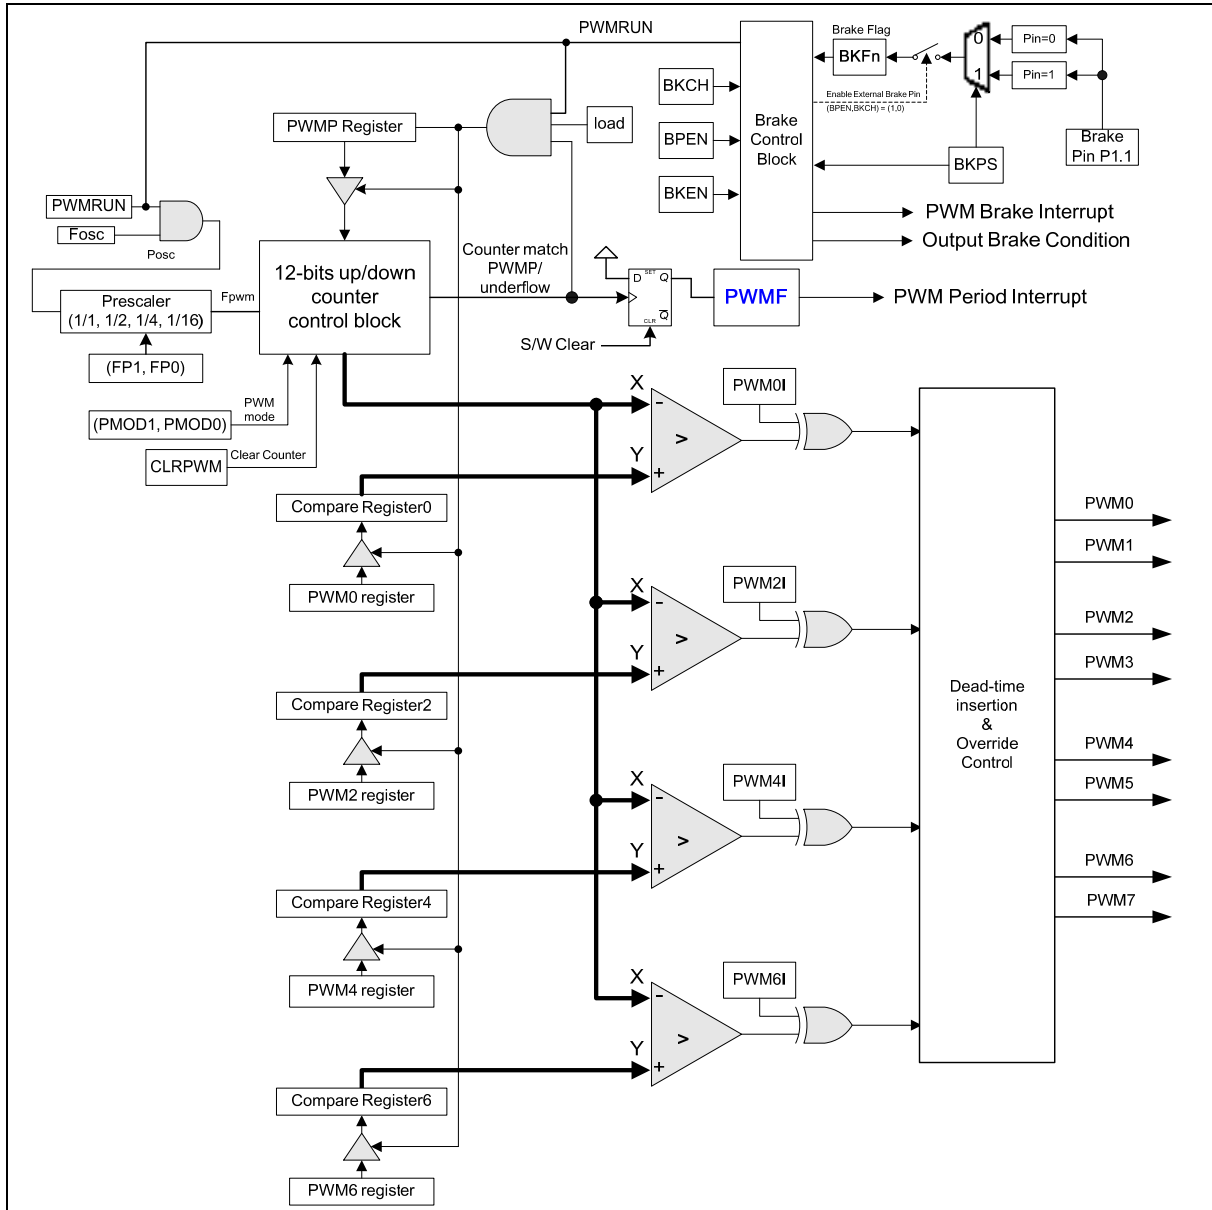 PWMRUN
Brake Flag
BKFn
0
1
Pin=0
Pin=1
Enable External Brake Pin
(BPEN,BKCH) = (1,0)
BKCH
BPEN
BKEN
Brake
Control
Block
BKPS
Brake
Pin P1.1
PWM Brake Interrupt
Output Brake Condition
PWMP Register
load
PWMRUN
Fosc
Posc
12-bits up/down
counter
control block
Counter match
PWMP/
underflow
Fpwm
Prescaler
(1/1, 1/2, 1/4, 1/16)
(FP1, FP0)
D
SET
Q
Q
CLR
S/W Clear
PWMF
PWM Period Interrupt
(PMOD1, PMOD0)
PWM
mode
CLRPWM
Clear Counter
X
-
>
Y
+
PWM0I
Compare Register0
PWM0 register
X
-
>
Y
+
PWM2I
Compare Register2
PWM2 register
X
-
>
Y
+
PWM4I
Compare Register4
PWM4 register
X
-
>
Y
+
PWM6I
Compare Register6
PWM6 register
Dead-time
insertion
&
Override
Control
PWM0
PWM1
PWM2
PWM3
PWM4
PWM5
PWM6
PWM7